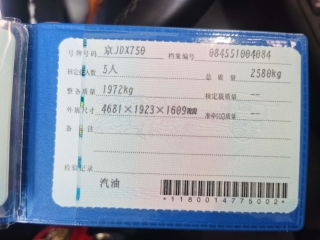 号牌号码 京JDX750 档案编号 084551004084
核定载人数 5人 总质量 2580kg
整备质量 1972kg 核定载质量 --
外廓尺寸 4681×1923×1609mm 准牵引总质量 --
备注
检验记录
汽油
*1180014775002*